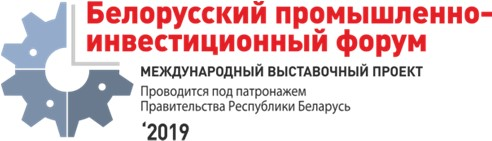 Белорусский промышленно-
инвестиционный форум
МЕЖДУНАРОДНЫЙ ВЫСТАВОЧНЫЙ ПРОЕКТ
Проводится под патронажем
Правительства Республики Беларусь
‘2019